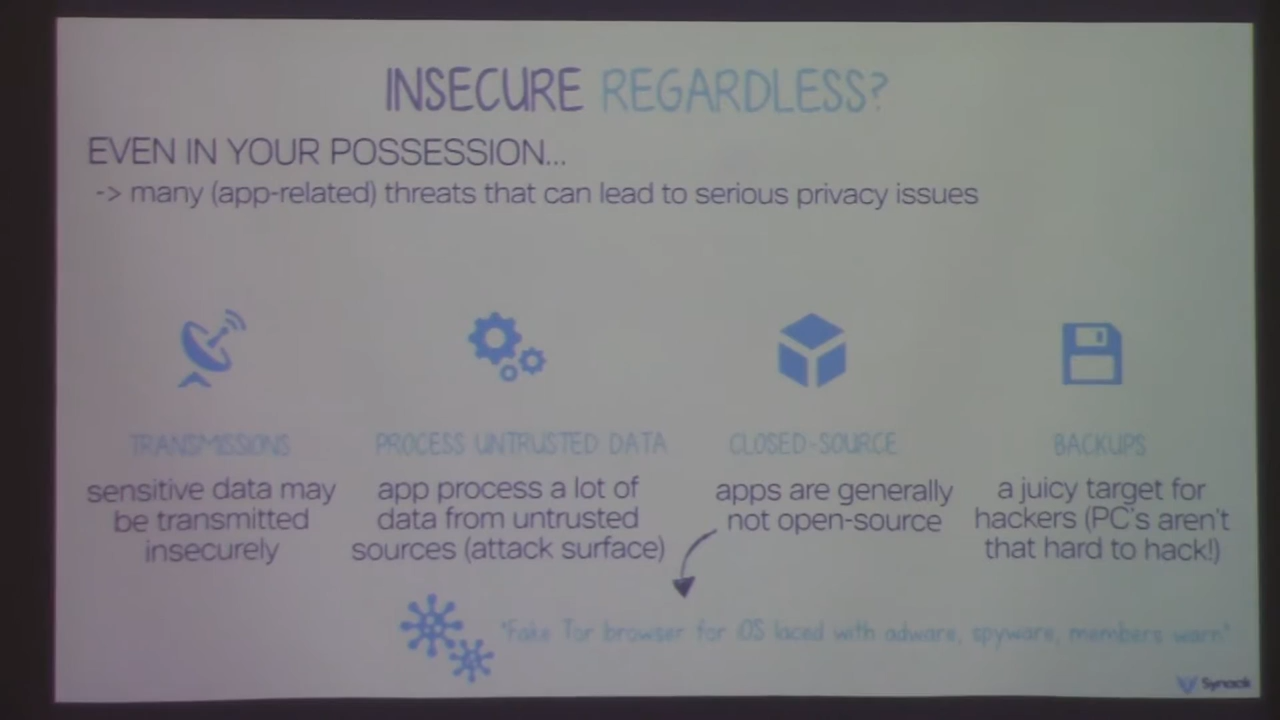 INSECURE REGARDLESS?
EVEN IN YOUR POSSESSION...
-> many (app-related) threats that can lead to serious privacy issues
TRANSMISSIONS
sensitive data may
be transmitted
insecurely
PROCESS UNTRUSTED DATA
app process a lot of
data from untrusted
sources (attack surface)
CLOSED-SOURCE
apps are generally
not open-source
BACKUPS
a juicy target for
hackers (PC's aren't
that hard to hack!)
"Fake Tor browser for iOS laced with adware, spyware, members warn"
Synack